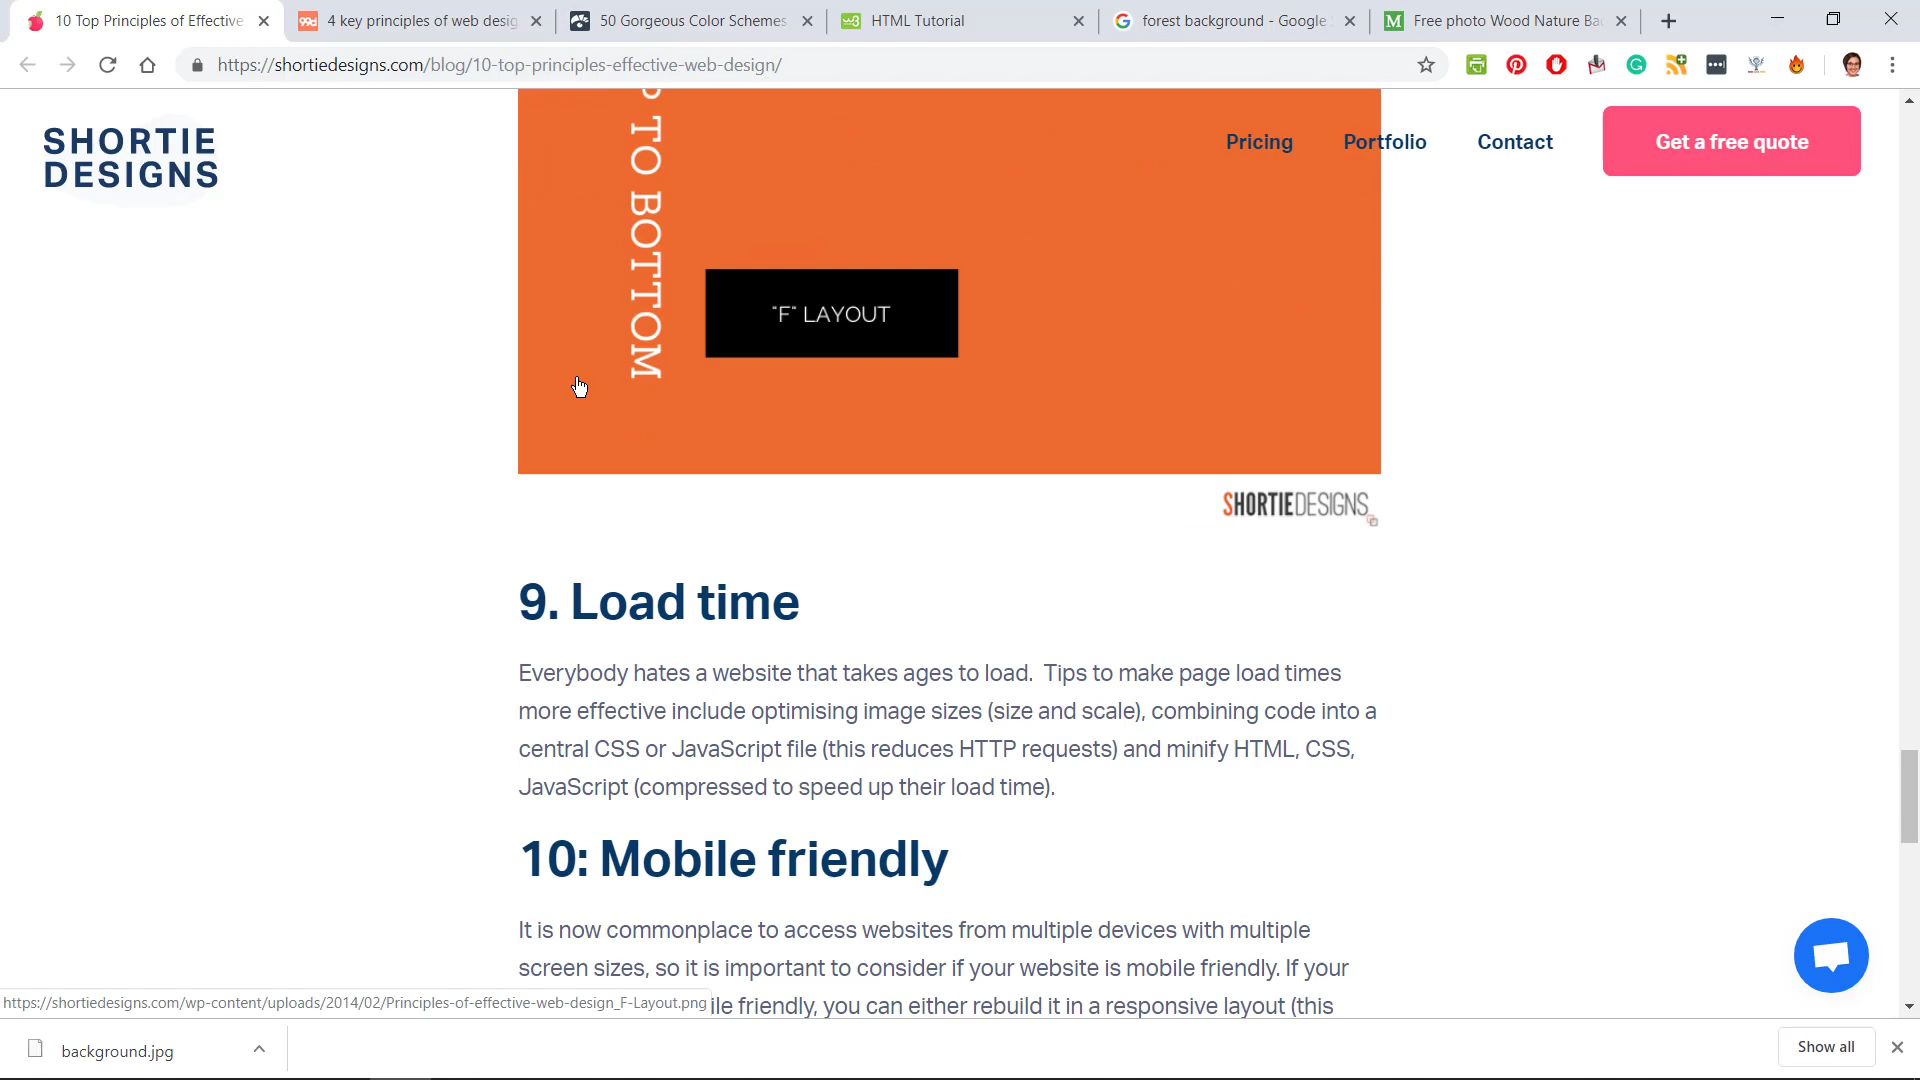 10 Top Principles of Effective
4 key principles of web desig
50 Gorgeous Color Schemes
HTML Tutorial
forest background - Google
Free photo Wood Nature Ba
https://shortiedesigns.com/blog/10-top-principles-effective-web-design/
SHORTIE
DESIGNS
Pricing
Portfolio
Contact
Get a free quote
TO BOTTOM
"F" LAYOUT
SHORTIEDESIGNS
9. Load time
Everybody hates a website that takes ages to load. Tips to make page load times
more effective include optimising image sizes (size and scale), combining code into a
central CSS or JavaScript file (this reduces HTTP requests) and minify HTML, CSS,
JavaScript (compressed to speed up their load time).
10: Mobile friendly
It is now commonplace to access websites from multiple devices with multiple
screen sizes, so it is important to consider if your website is mobile friendly. If your
ile friendly, you can either rebuild it in a responsive layout (this
https://shortiedesigns.com/wp-content/uploads/2014/02/Principles-of-effective-web-design_F-Layout.png
background.jpg
Show all